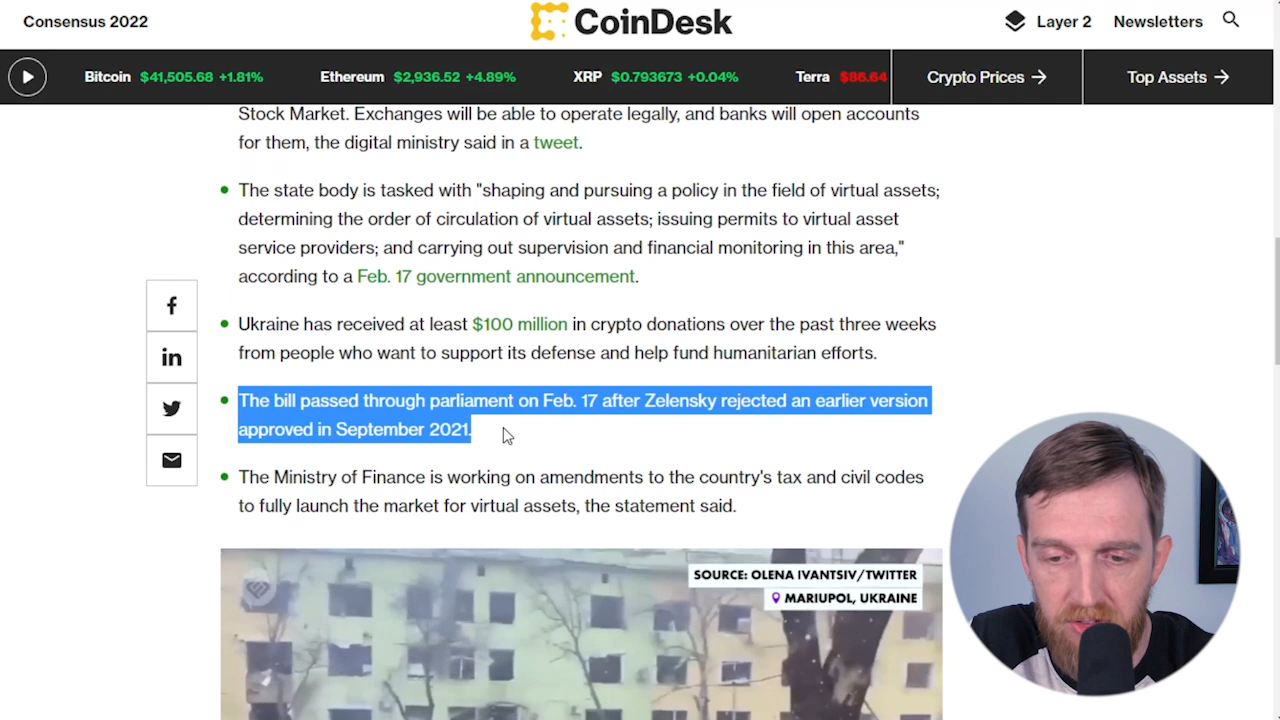 Consensus 2022
CoinDesk
Layer 2
Newsletters
Bitcoin $41,505.68 +1.81%
Ethereum $2,936.52 +4.89%
XRP $0.793673 +0.04%
Terra $86.64
Crypto Prices →
Top Assets →
Stock Market. Exchanges will be able to operate legally, and banks will open accounts
for them, the digital ministry said in a tweet.
The state body is tasked with "shaping and pursuing a policy in the field of virtual assets;
determining the order of circulation of virtual assets; issuing permits to virtual asset
service providers; and carrying out supervision and financial monitoring in this area,"
according to a Feb. 17 government announcement.
Ukraine has received at least $100 million in crypto donations over the past three weeks
from people who want to support its defense and help fund humanitarian efforts.
The bill passed through parliament on Feb. 17 after Zelensky rejected an earlier version
approved in September 2021.
The Ministry of Finance is working on amendments to the country's tax and civil codes
to fully launch the market for virtual assets, the statement said.
SOURCE: OLENA IVANTSIV/TWITTER
MARIUPOL, UKRAINE